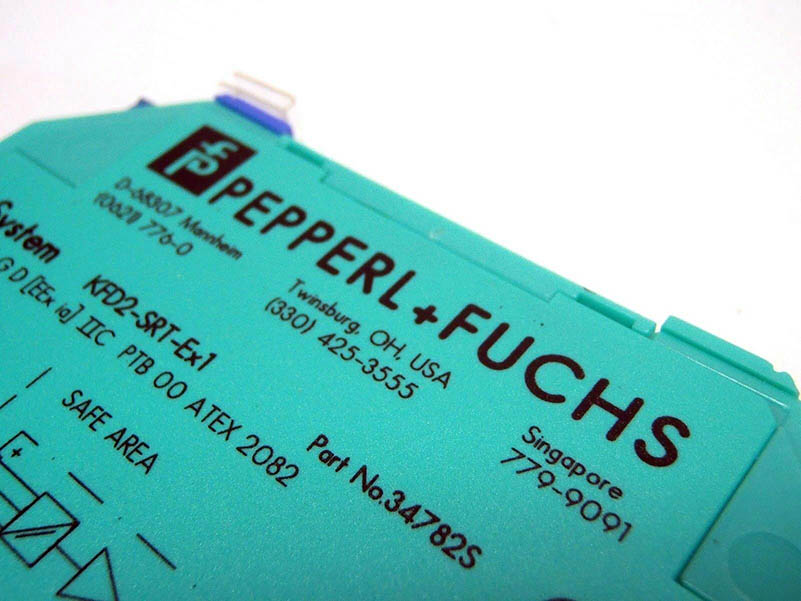 PEPPERL+FUCHS
D-68307 Mannheim
(0621) 776-0
Twinsburg, OH, USA
(330) 425-3555
Singapore
779-9091
System
KFD2-SRT-Ex1
G D [EEx ia] IIC PTB 00 ATEX 2082
Part No.34782S
SAFE AREA